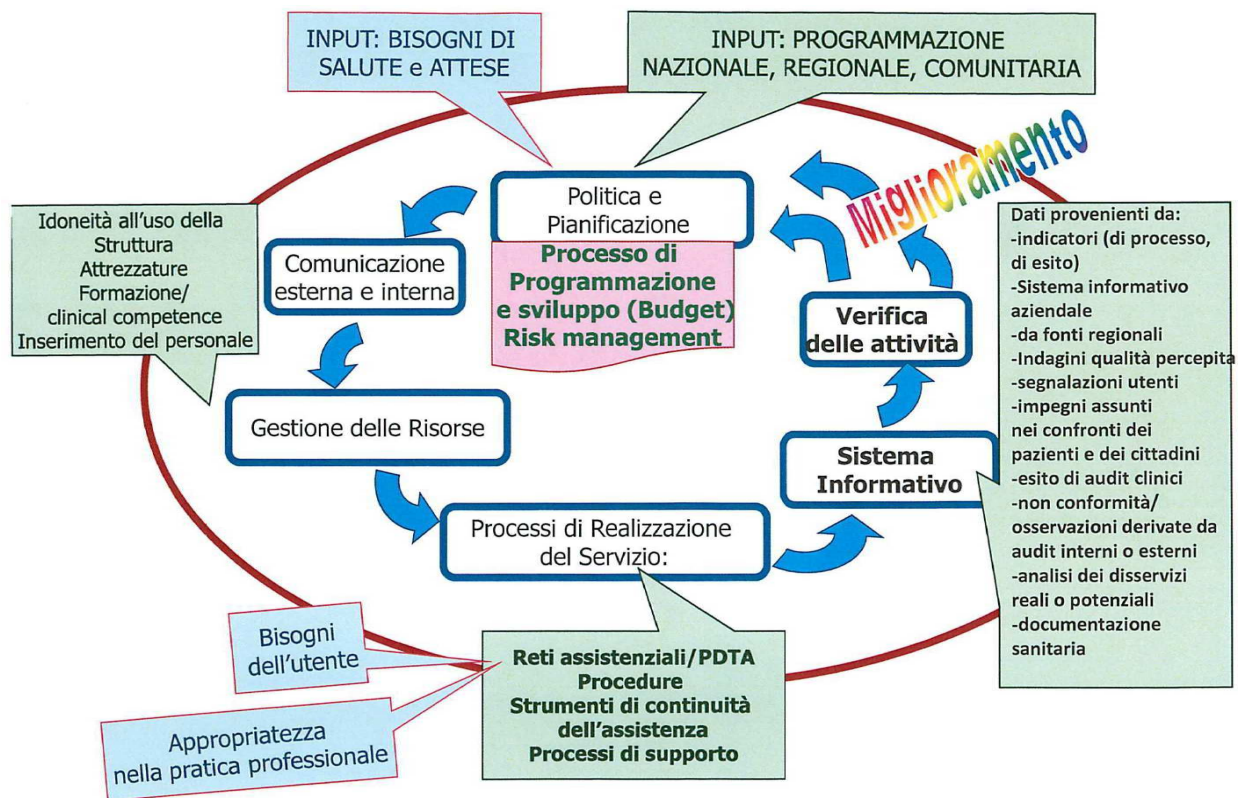 INPUT: BISOGNI DI
SALUTE e ATTESE
INPUT: PROGRAMMAZIONE
NAZIONALE, REGIONALE, COMUNITARIA
Miglioramento
Politica e
Pianificazione
Processo di
Programmazione
e sviluppo (Budget)
Risk management
Comunicazione
esterna e interna
Idoneità all'uso della
Struttura
Attrezzature
Formazione/
clinical competence
Inserimento del personale
Gestione delle Risorse
Processi di Realizzazione
del Servizio:
Sistema
Informativo
Verifica
delle attività
Dati provenienti da:
-indicatori (di processo,
di esito)
-Sistema informativo
aziendale
-da fonti regionali
-Indagini qualità percepita
-segnalazioni utenti
-impegni assunti
nei confronti dei
pazienti e dei cittadini
-esito di audit clinici
-non conformità/
osservazioni derivate da
audit interni o esterni
-analisi dei disservizi
reali o potenziali
-documentazione
sanitaria
Bisogni
dell'utente
Appropriatezza
nella pratica professionale
Reti assistenziali/PDTA
Procedure
Strumenti di continuità
dell'assistenza
Processi di supporto